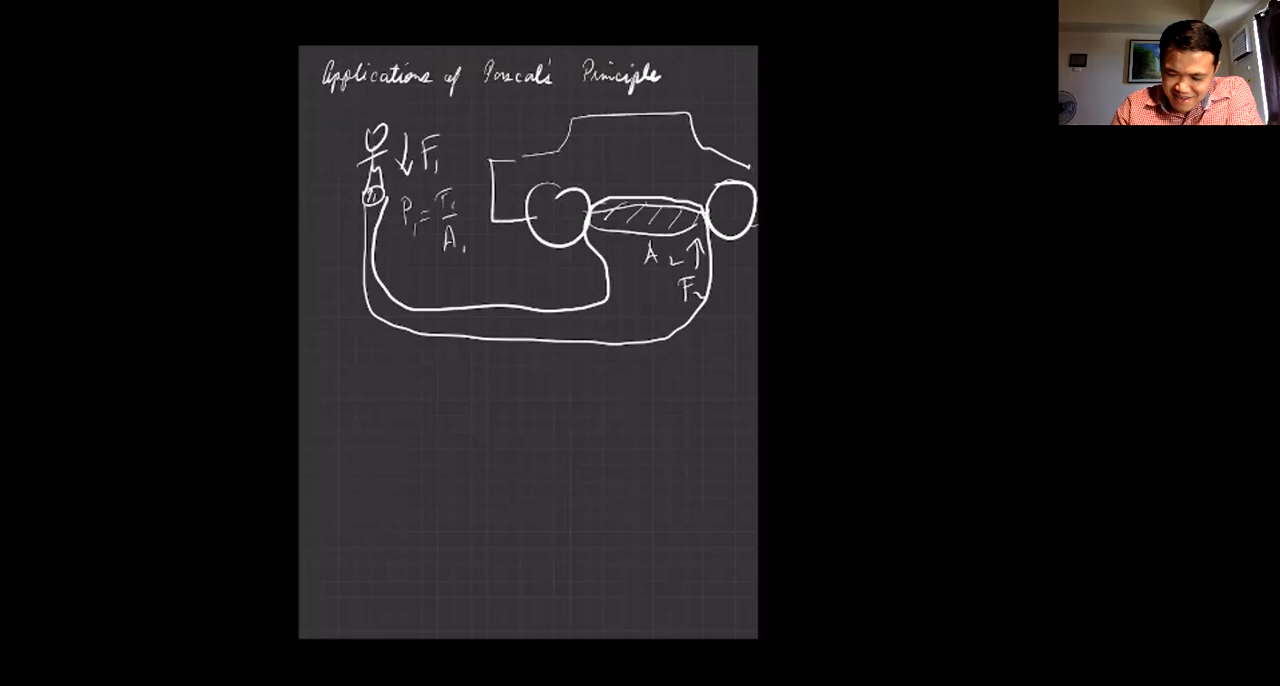 Applications of Pascal's Principle
F₁
P₁ = F₁/A₁
A₂
F₂